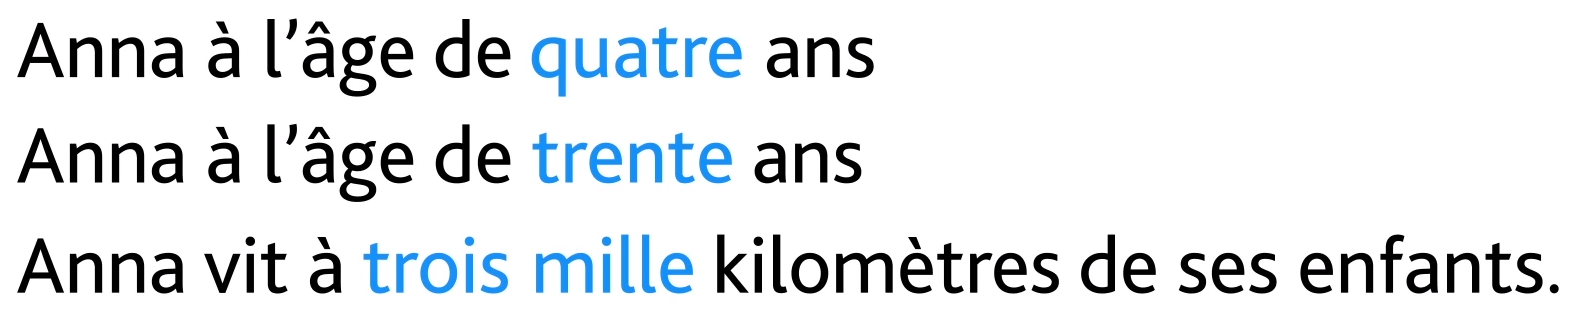 Anna à l’âge de quatre ans
Anna à l’âge de trente ans
Anna vit à trois mille kilomètres de ses enfants.